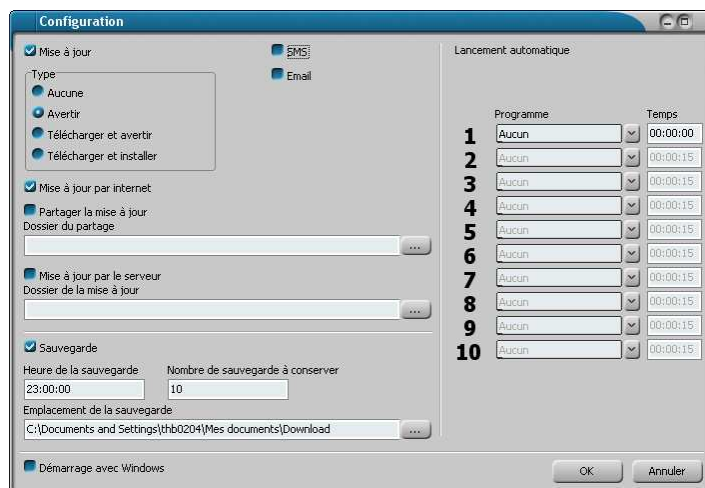 Configuration
Mise à jour
SMS
Email
Type
Aucune
Avertir
Télécharger et avertir
Télécharger et installer
Mise à jour par internet
Partager la mise à jour
Dossier du partage
...
Mise à jour par le serveur
Dossier de la mise à jour
...
Sauvegarde
Heure de la sauvegarde
Nombre de sauvegarde à conserver
23:00:00
10
Emplacement de la sauvegarde
C:\Documents and Settings\thb0204\Mes documents\Download
...
Démarrage avec Windows
Lancement automatique
Programme Temps
1 Aucun 00:00:00
2 Aucun 00:00:15
3 Aucun 00:00:15
4 Aucun 00:00:15
5 Aucun 00:00:15
6 Aucun 00:00:15
7 Aucun 00:00:15
8 Aucun 00:00:15
9 Aucun 00:00:15
10 Aucun 00:00:15
OK
Annuler